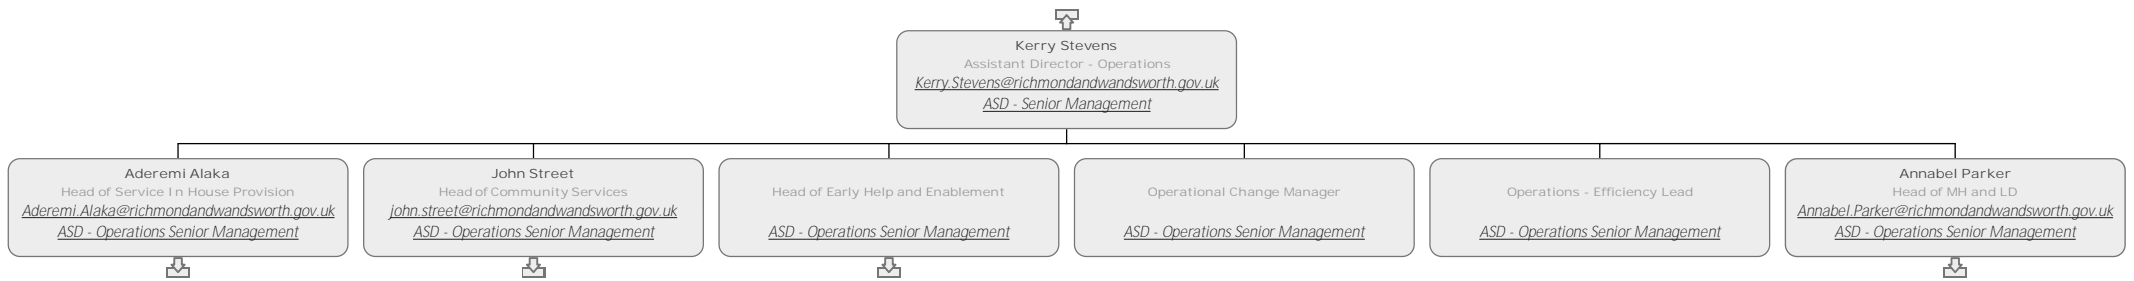 Kerry Stevens
Assistant Director - Operations
Kerry.Stevens@richmondandwandsworth.gov.uk
ASD - Senior Management
Aderemi Alaka
Head of Service In House Provision
Aderemi.Alaka@richmondandwandsworth.gov.uk
ASD - Operations Senior Management
John Street
Head of Community Services
john.street@richmondandwandsworth.gov.uk
ASD - Operations Senior Management
Head of Early Help and Enablement
ASD - Operations Senior Management
Operational Change Manager
ASD - Operations Senior Management
Operations - Efficiency Lead
ASD - Operations Senior Management
Annabel Parker
Head of MH and LD
Annabel.Parker@richmondandwandsworth.gov.uk
ASD - Operations Senior Management